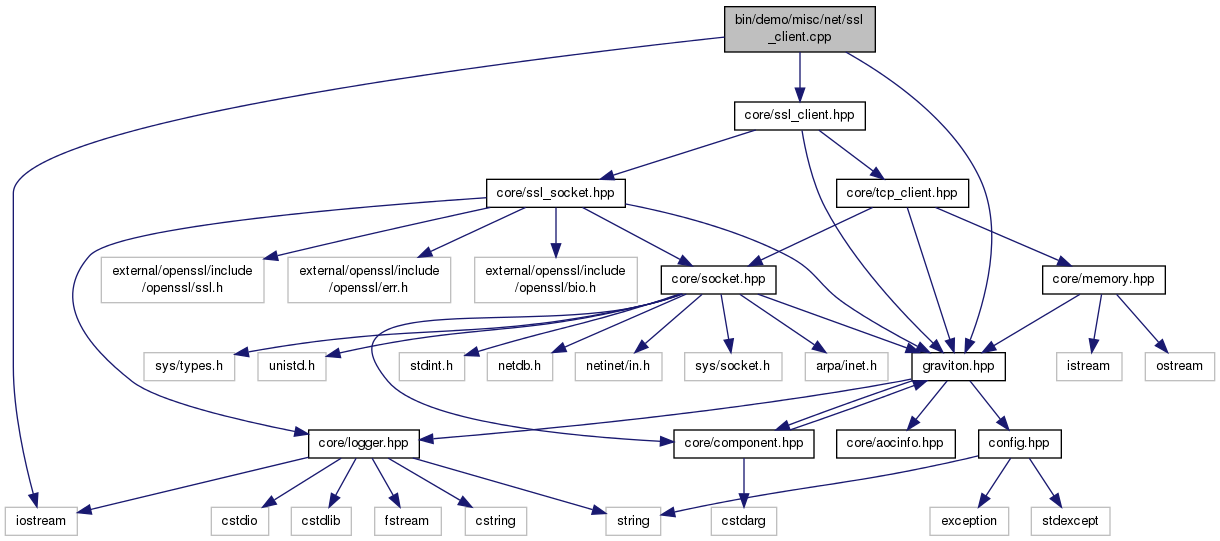 bin/demo/misc/net/ssl
_client.cpp
core/ssl_client.hpp
core/ssl_socket.hpp
core/tcp_client.hpp
external/openssl/include
/openssl/ssl.h
external/openssl/include
/openssl/err.h
external/openssl/include
/openssl/bio.h
core/socket.hpp
core/memory.hpp
sys/types.h
unistd.h
stdint.h
netdb.h
netinet/in.h
sys/socket.h
arpa/inet.h
graviton.hpp
istream
ostream
core/logger.hpp
core/component.hpp
core/aocinfo.hpp
config.hpp
iostream
cstdio
cstdlib
fstream
cstring
string
cstdarg
exception
stdexcept